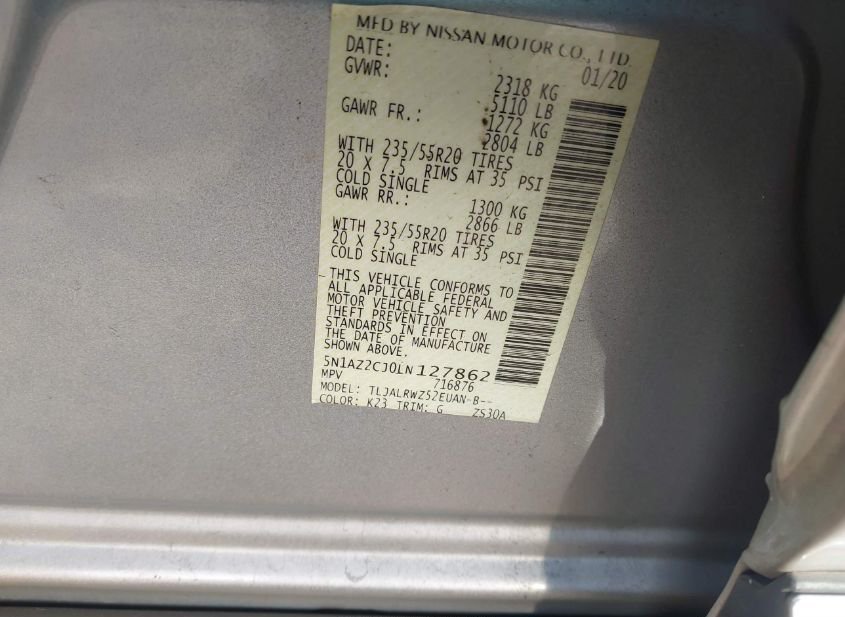 MFD BY NISSAN MOTOR CO., LTD.
DATE: 01/20
GVWR: 2318 KG
5110 LB
GAWR FR.: 1272 KG
2804 LB
WITH 235/55R20 TIRES
20 X 7.5 RIMS AT 35 PSI
COLD SINGLE
GAWR RR.: 1300 KG
2866 LB
WITH 235/55R20 TIRES
20 X 7.5 RIMS AT 35 PSI
COLD SINGLE
THIS VEHICLE CONFORMS TO
ALL APPLICABLE FEDERAL
MOTOR VEHICLE SAFETY AND
THEFT PREVENTION
STANDARDS IN EFFECT ON
THE DATE OF MANUFACTURE
SHOWN ABOVE.
5N1AZ2CJ0LN127862
MPV 716876
MODEL: TLJALRWZ52EUAN-B--
COLOR: K23 TRIM: G ZS30A